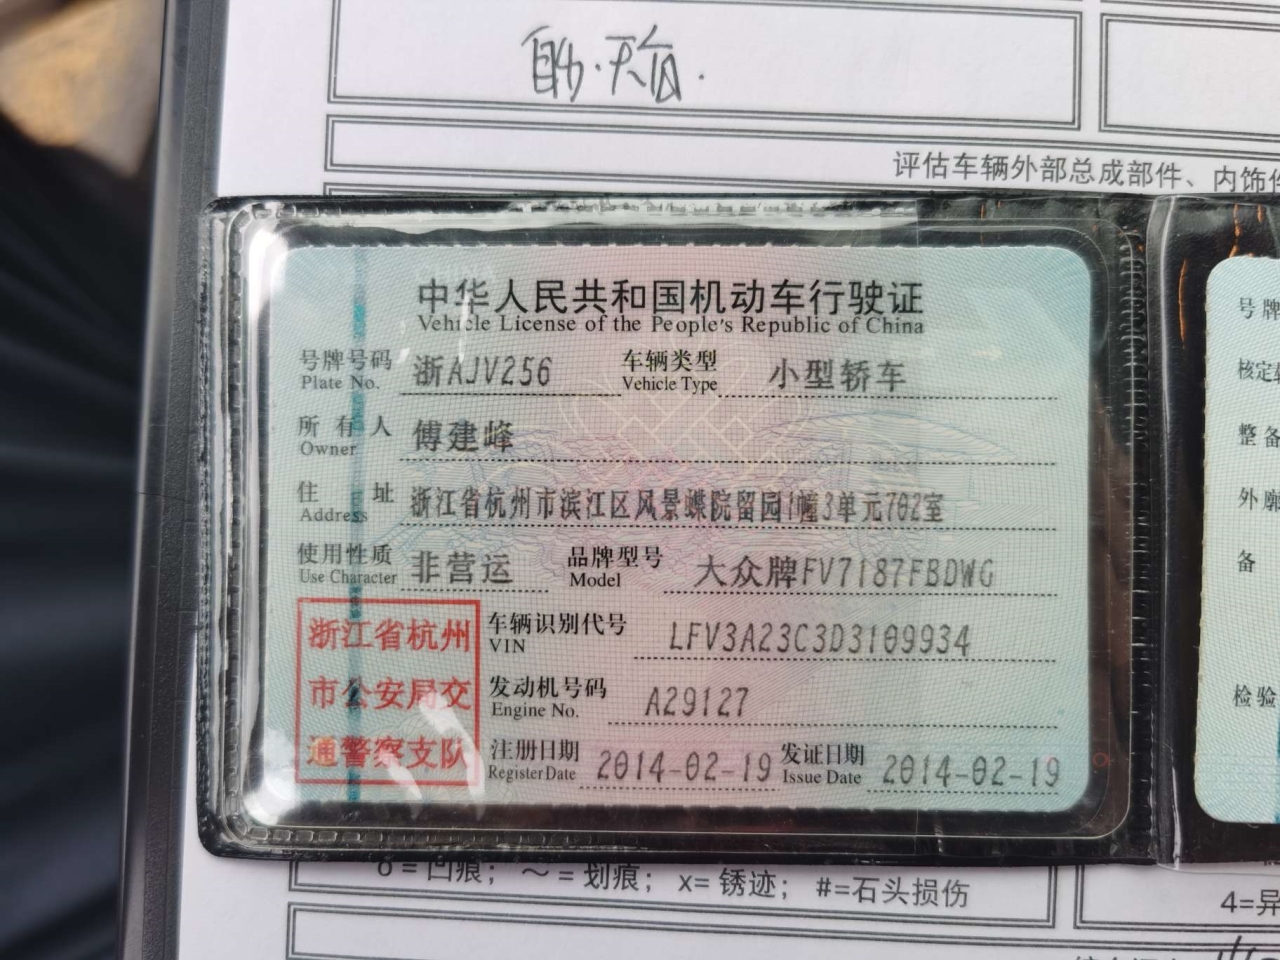 自动.天窗.
评估车辆外部总成部件、内饰件
中华人民共和国机动车行驶证
Vehicle License of the People's Republic of China
号牌号码 浙AJV256 车辆类型 小型轿车
Plate No. Vehicle Type
所有人 傅建峰
Owner
住址 浙江省杭州市滨江区风景蝶院留园1幢3单元702室
Address
使用性质 非营运 品牌型号 大众牌FV7187FBDWG
Use Character Model
浙江省杭州
市公安局交
通警察支队
车辆识别代号 LFV3A23C3D3109934
VIN
发动机号码 A29127
Engine No.
注册日期 2014-02-19 发证日期 2014-02-19
Register Date Issue Date
号牌
核定
整备
外廓
备
检验
o=凹痕； ～=划痕； x=锈迹； #=石头损伤
4=异